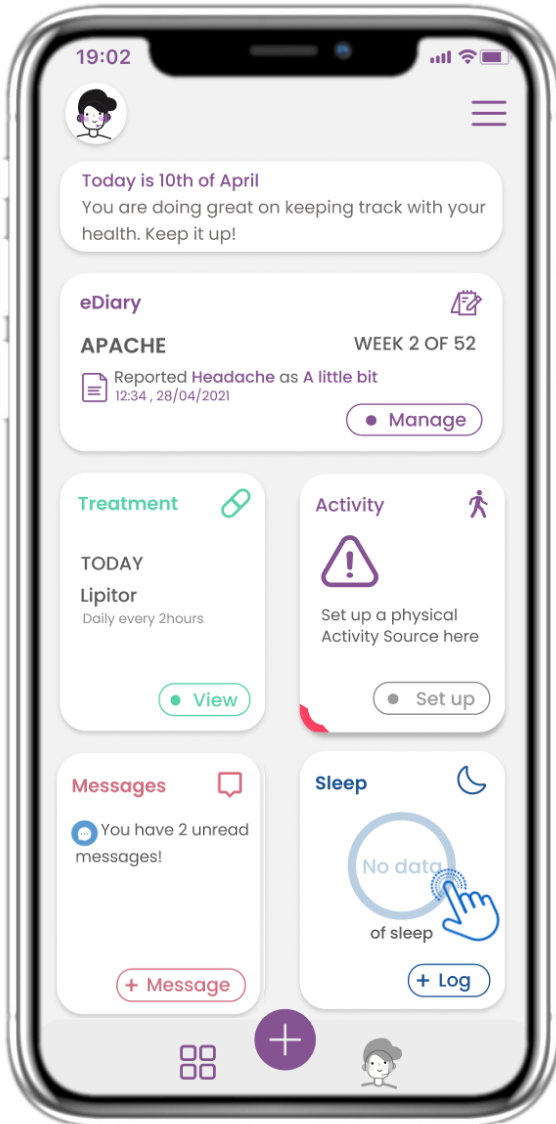 19:02
Today is 10th of April
You are doing great on keeping track with your
health. Keep it up!
eDiary
APACHE
WEEK 2 OF 52
Reported Headache as A little bit
12:34 , 28/04/2021
Manage
Treatment
TODAY
Lipitor
Daily every 2hours
View
Activity
Set up a physical
Activity Source here
Set up
Messages
You have 2 unread
messages!
+ Message
Sleep
No data
of sleep
+ Log